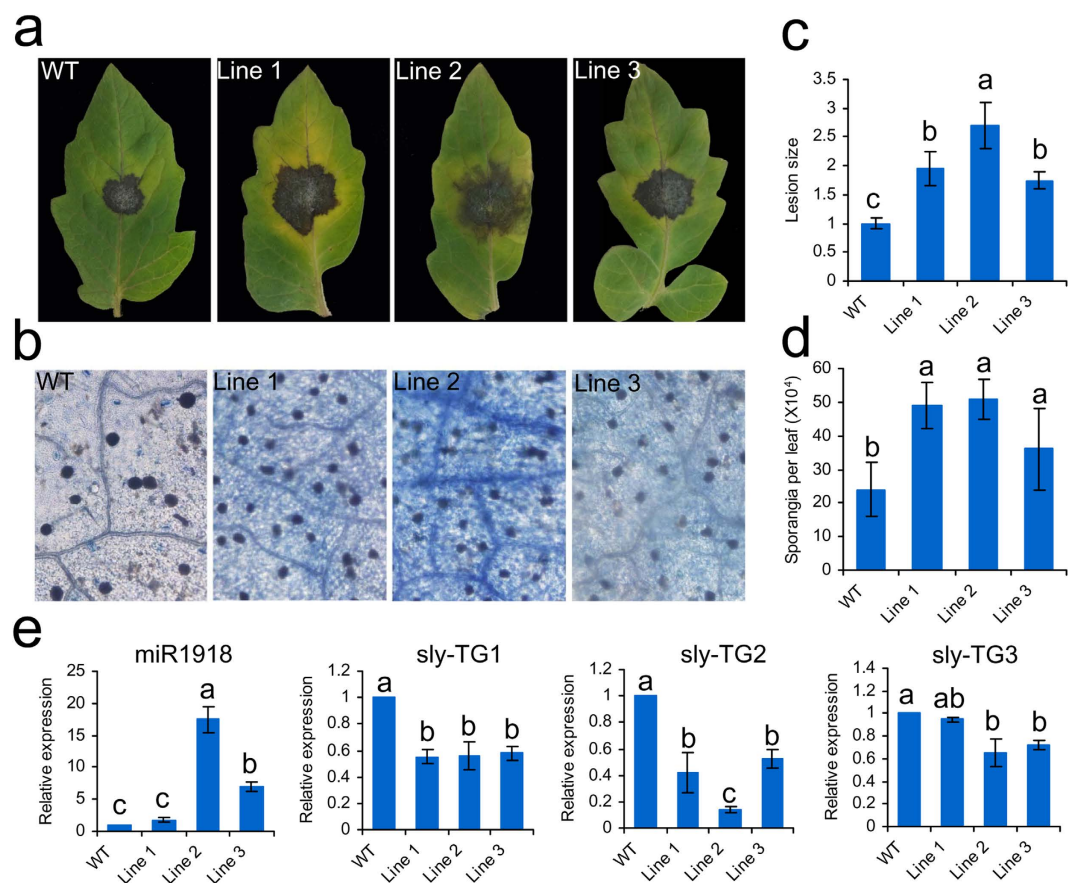 a
WT Line 1 Line 2 Line 3
b
WT Line 1 Line 2 Line 3
c
Lesion size
3.5
3
2.5
2
1.5
1
0.5
0
c b a b
WT Line 1 Line 2 Line 3
d
Sporangia per leaf (X10⁴)
60
50
40
30
20
10
0
b a a a
WT Line 1 Line 2 Line 3
e
miR1918
Relative expression
25
20
15
10
5
0
c c a b
WT Line 1 Line 2 Line 3
sly-TG1
Relative expression
1.2
1
0.8
0.6
0.4
0.2
0
a b b b
WT Line 1 Line 2 Line 3
sly-TG2
Relative expression
1.2
1
0.8
0.6
0.4
0.2
0
a b c b
WT Line 1 Line 2 Line 3
sly-TG3
Relative expression
1.4
1.2
1
0.8
0.6
0.4
0.2
0
a ab b b
WT Line 1 Line 2 Line 3